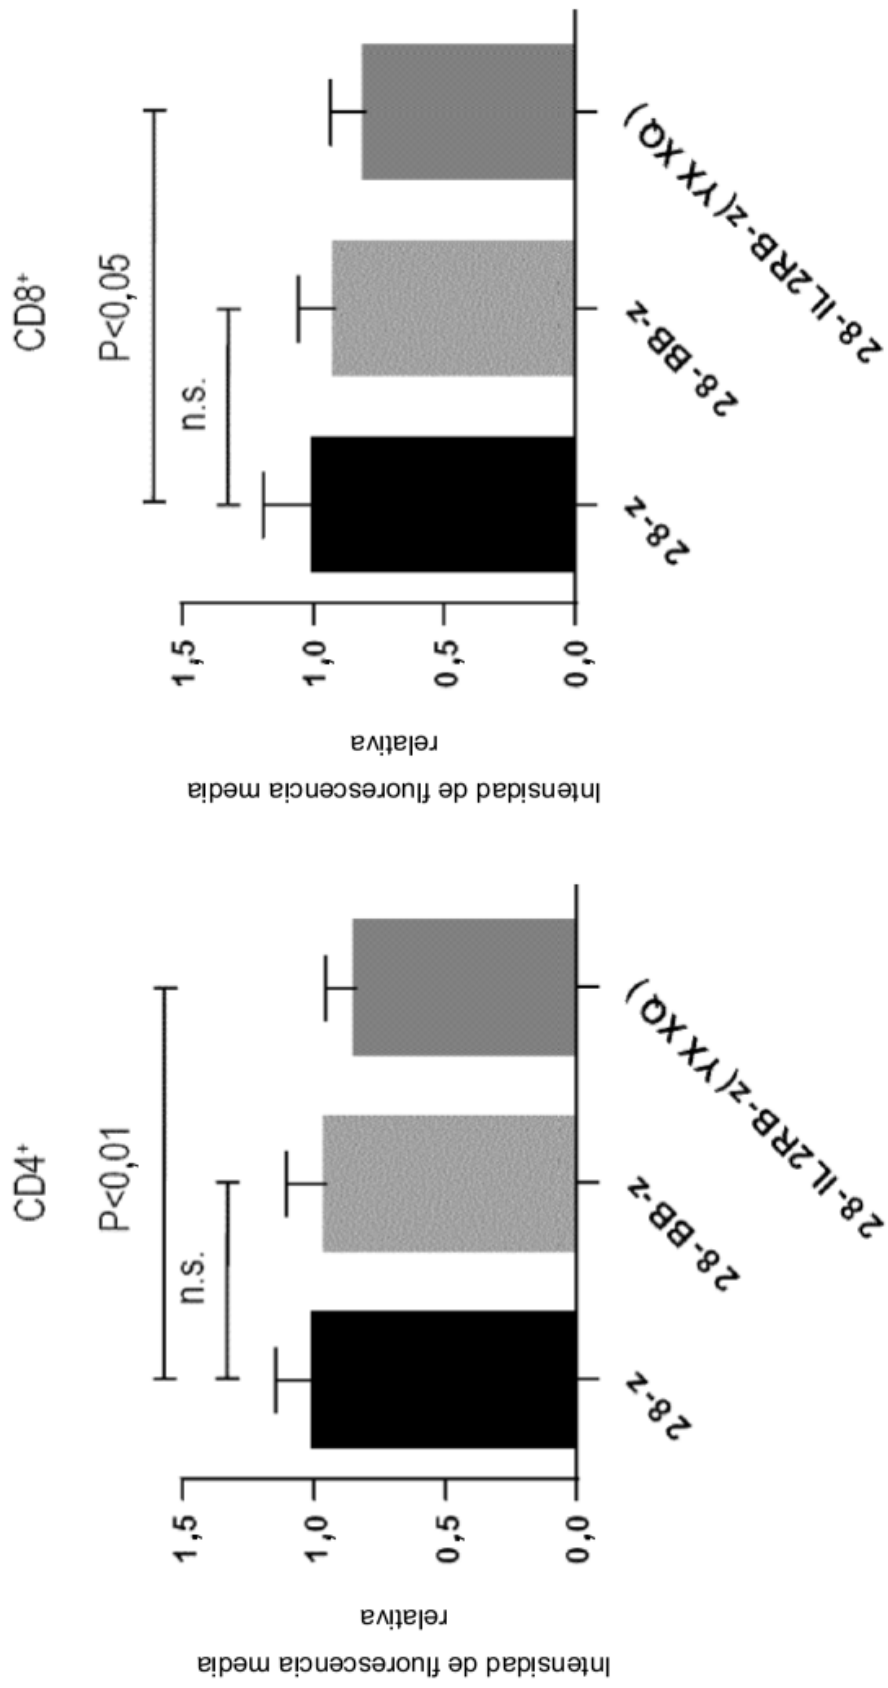 CD4⁺
P<0,01
n.s.
1,5
1,0
0,5
0,0
Intensidad de fluorescencia media
relativa
28-z
28-BB-z
28-IL2RB-z(YXXQ)
CD8⁺
P<0,05
n.s.
1,5
1,0
0,5
0,0
Intensidad de fluorescencia media
relativa
28-z
28-BB-z
28-IL2RB-z(YXXQ)